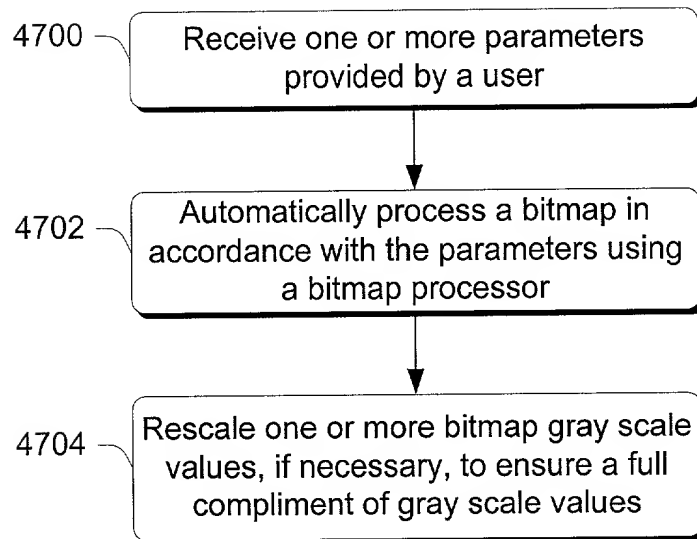 4700
Receive one or more parameters
provided by a user
4702
Automatically process a bitmap in
accordance with the parameters using
a bitmap processor
4704
Rescale one or more bitmap gray scale
values, if necessary, to ensure a full
compliment of gray scale values